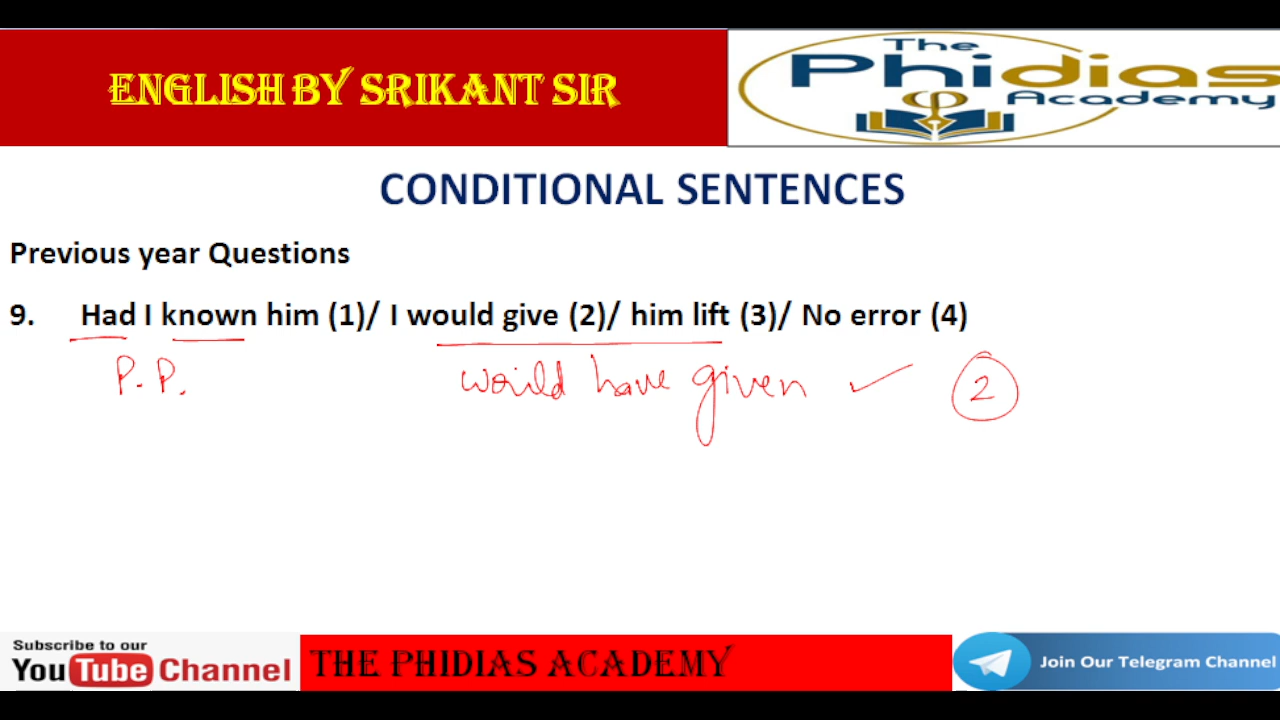 ENGLISH BY SRIKANT SIR
The
Phidias
Academy
CONDITIONAL SENTENCES
Previous year Questions
9. Had I known him (1)/ I would give (2)/ him lift (3)/ No error (4)
P.P. would have given ✓ 2
Subscribe to our
YouTube Channel
THE PHIDIAS ACADEMY
Join Our Telegram Channel